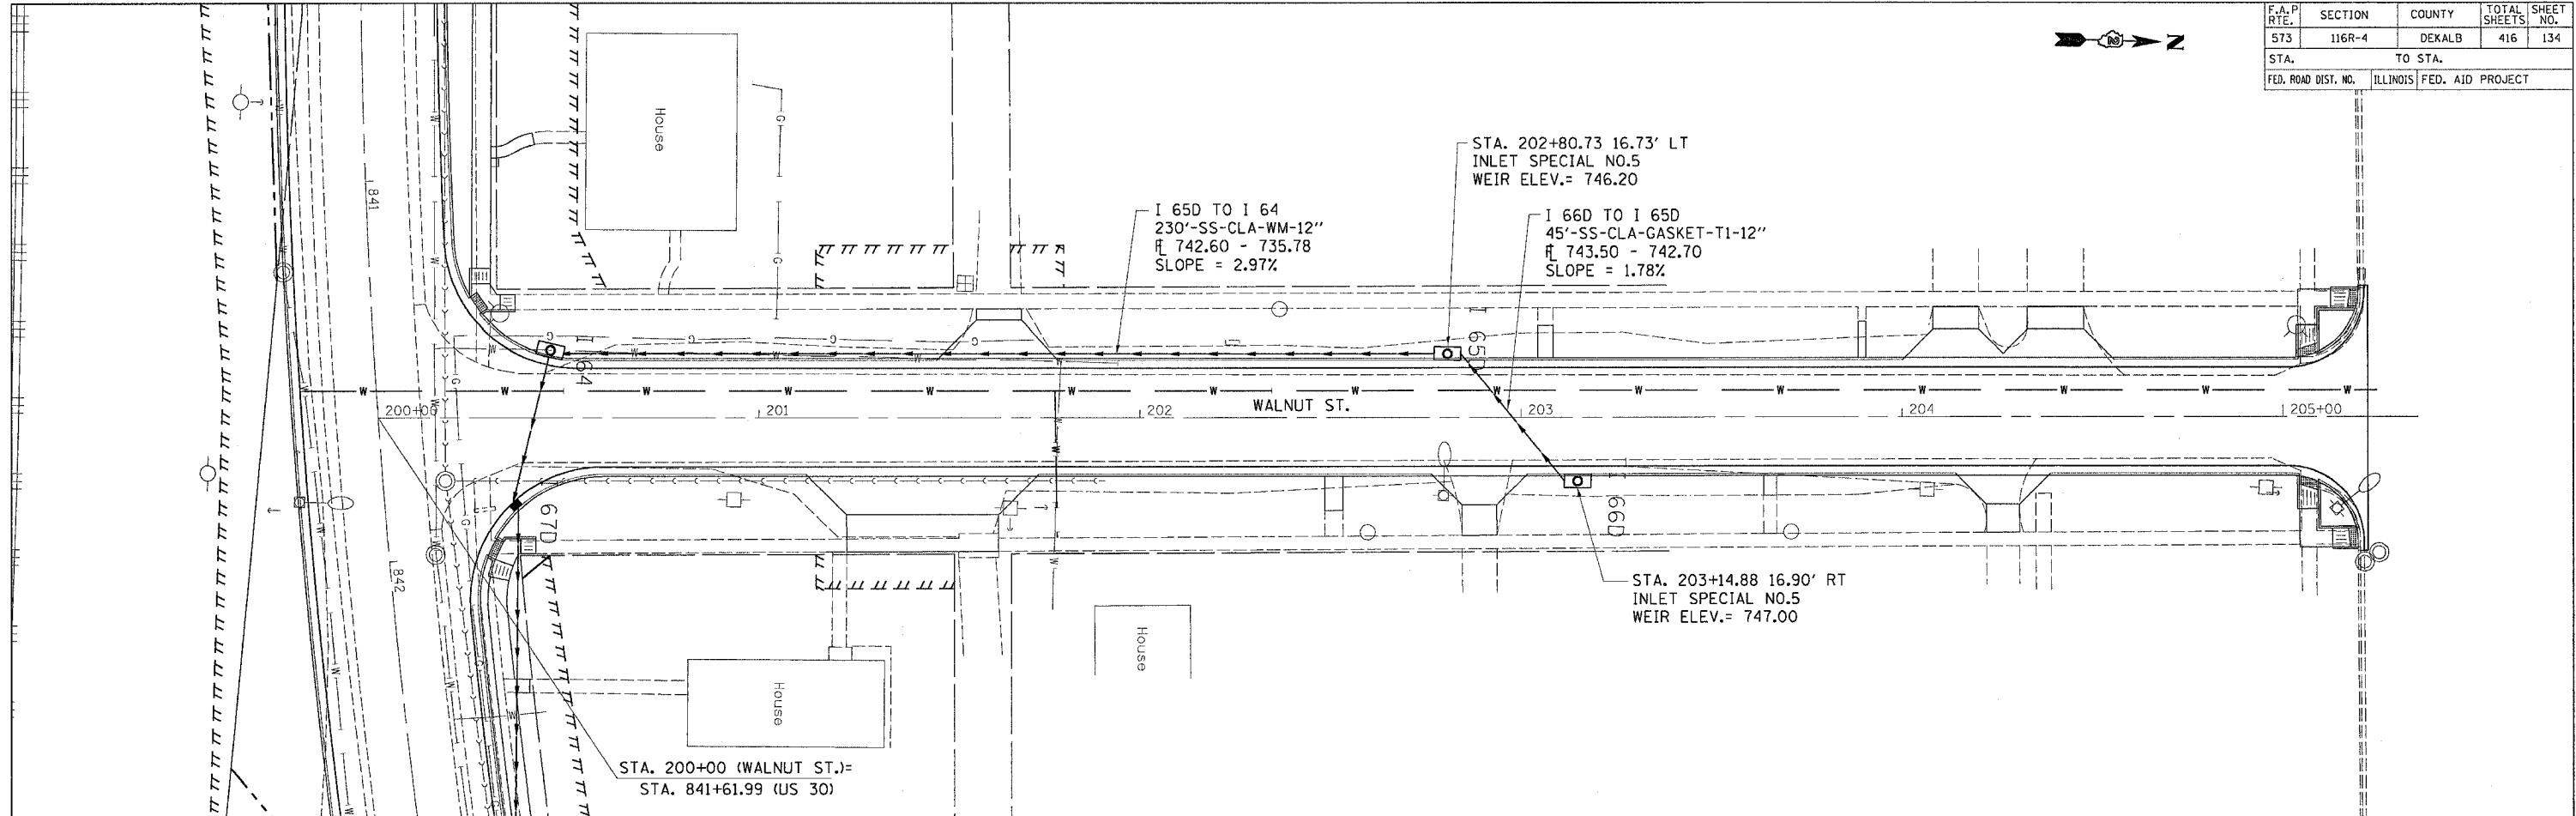 F.A.P RTE. SECTION COUNTY TOTAL SHEETS SHEET NO.
573 116R-4 DEKALB 416 134
STA. TO STA.
FED. ROAD DIST. NO. ILLINOIS FED. AID PROJECT
N
House
841
STA. 202+80.73 16.73' LT
INLET SPECIAL NO.5
WEIR ELEV.= 746.20
I 65D TO I 64
230'-SS-CLA-WM-12"
FL 742.60 - 735.78
SLOPE = 2.97%
I 66D TO I 65D
45'-SS-CLA-GASKET-T1-12"
FL 743.50 - 742.70
SLOPE = 1.78%
I 64
I 65D
200+00 201 202 WALNUT ST. 203 204 205+00
I 66D
67D
842
STA. 203+14.88 16.90' RT
INLET SPECIAL NO.5
WEIR ELEV.= 747.00
House
House
STA. 200+00 (WALNUT ST.)=
STA. 841+61.99 (US 30)